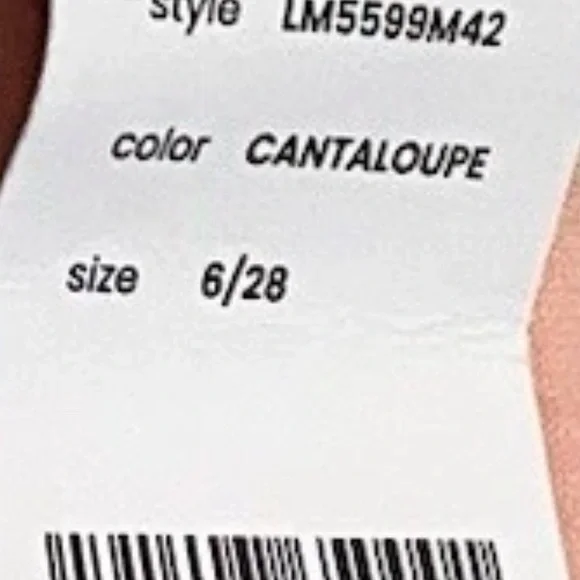 style LM5599M42
color CANTALOUPE
size 6/28